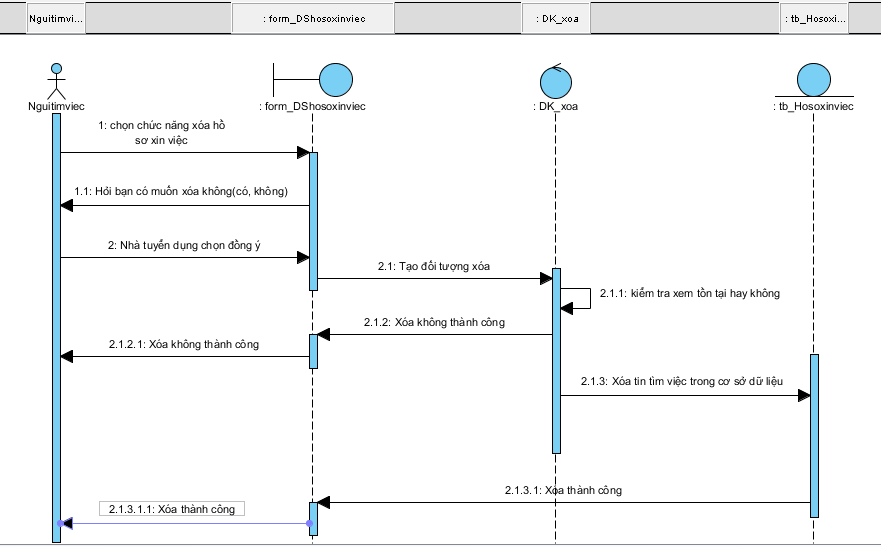 Nguitimvi...
: form_DShosoxinviec
: DK_xoa
: tb_Hosoxi...
Nguitimviec
: form_DShosoxinviec
: DK_xoa
: tb_Hosoxinviec
1: chọn chức năng xóa hồ
sơ xin việc
1.1: Hỏi bạn có muốn xóa không(có, không)
2: Nhà tuyển dụng chọn đồng ý
2.1: Tạo đối tượng xóa
2.1.1: kiểm tra xem tồn tại hay không
2.1.2: Xóa không thành công
2.1.2.1: Xóa không thành công
2.1.3: Xóa tin tìm việc trong cơ sở dữ liệu
2.1.3.1: Xóa thành công
2.1.3.1.1: Xóa thành công